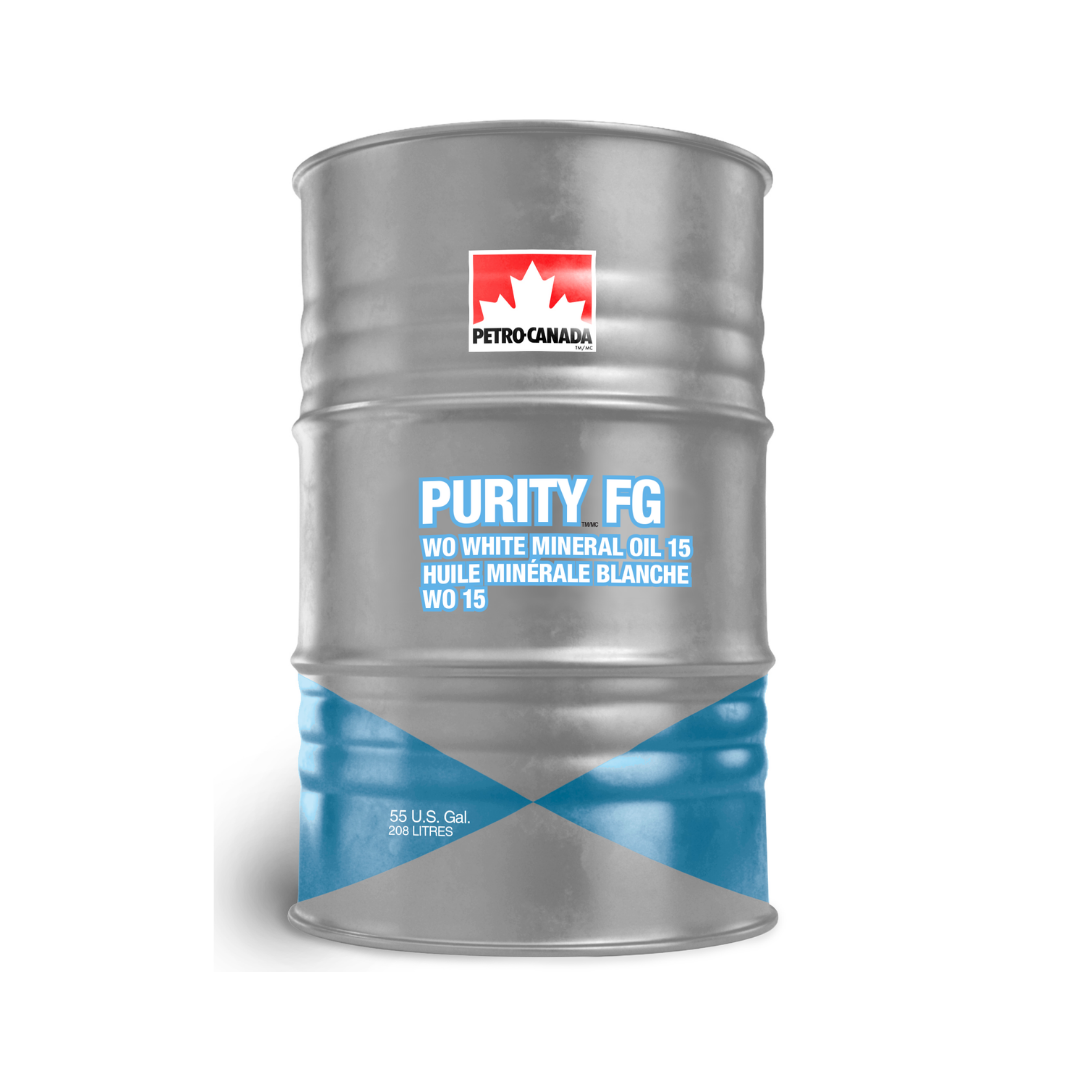 PETRO-CANADA
TM/MC
PURITY FG
TM/MC
WO WHITE MINERAL OIL 15
HUILE MINÉRALE BLANCHE
WO 15
55 U.S. Gal.
208 LITRES